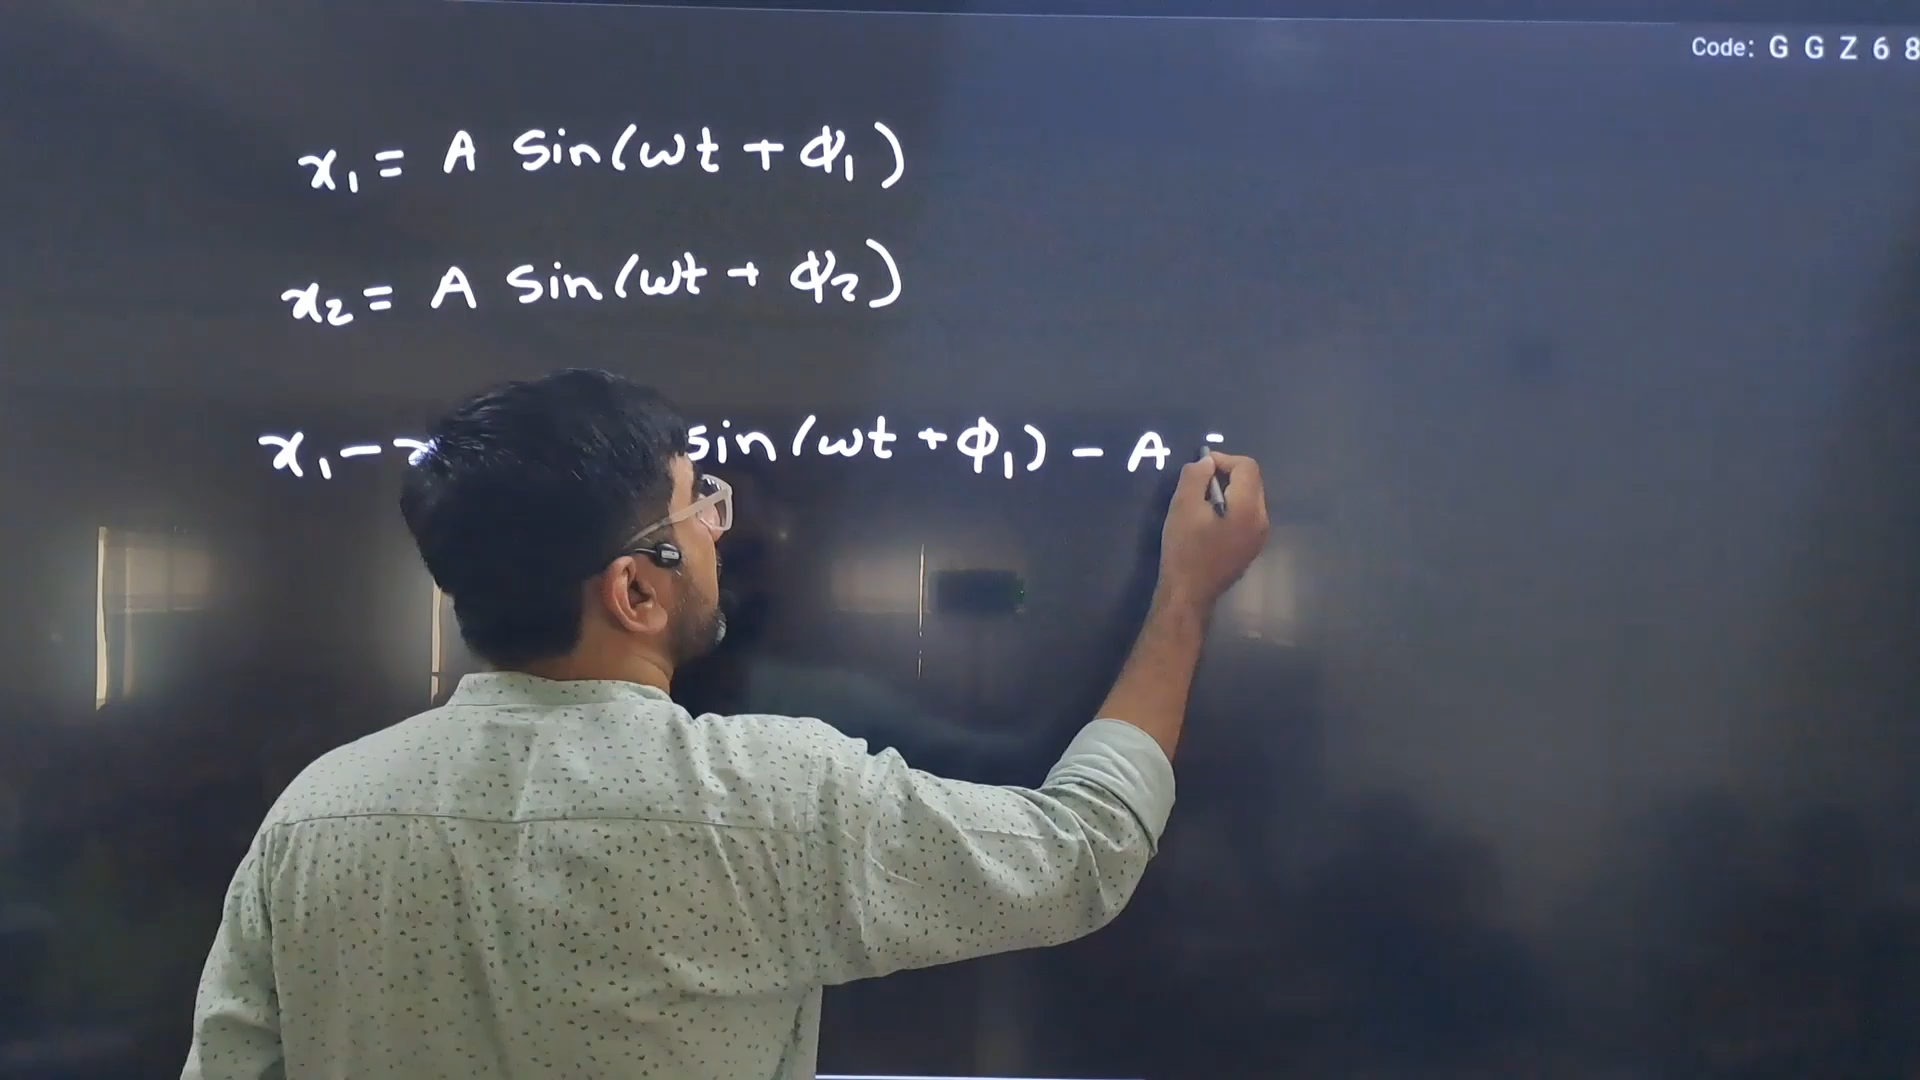 Code: G G Z 6 8
x₁ = A sin(ωt + φ₁)
x₂ = A sin(ωt + φ₂)
x₁ - sin(ωt + φ₁) - A